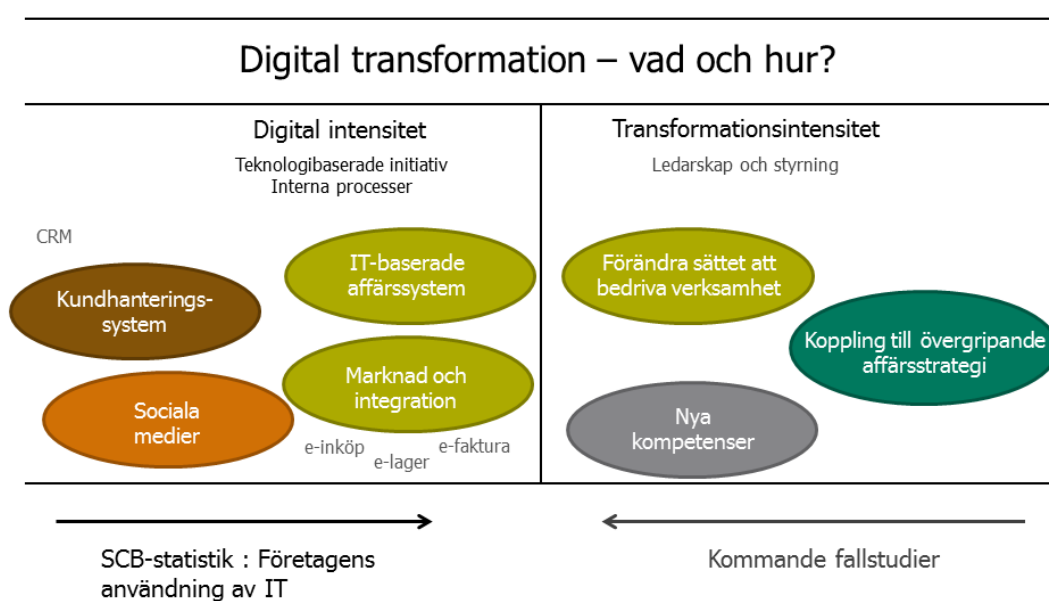 Digital transformation – vad och hur?
Digital intensitet
Teknologibaserade initiativ
Interna processer
CRM
Kundhanterings-
system
IT-baserade
affärssystem
Sociala
medier
Marknad och
integration
e-inköp
e-lager
e-faktura
Transformationsintensitet
Ledarskap och styrning
Förändra sättet att
bedriva verksamhet
Koppling till övergripande
affärsstrategi
Nya
kompetenser
SCB-statistik : Företagens
användning av IT
Kommande fallstudier